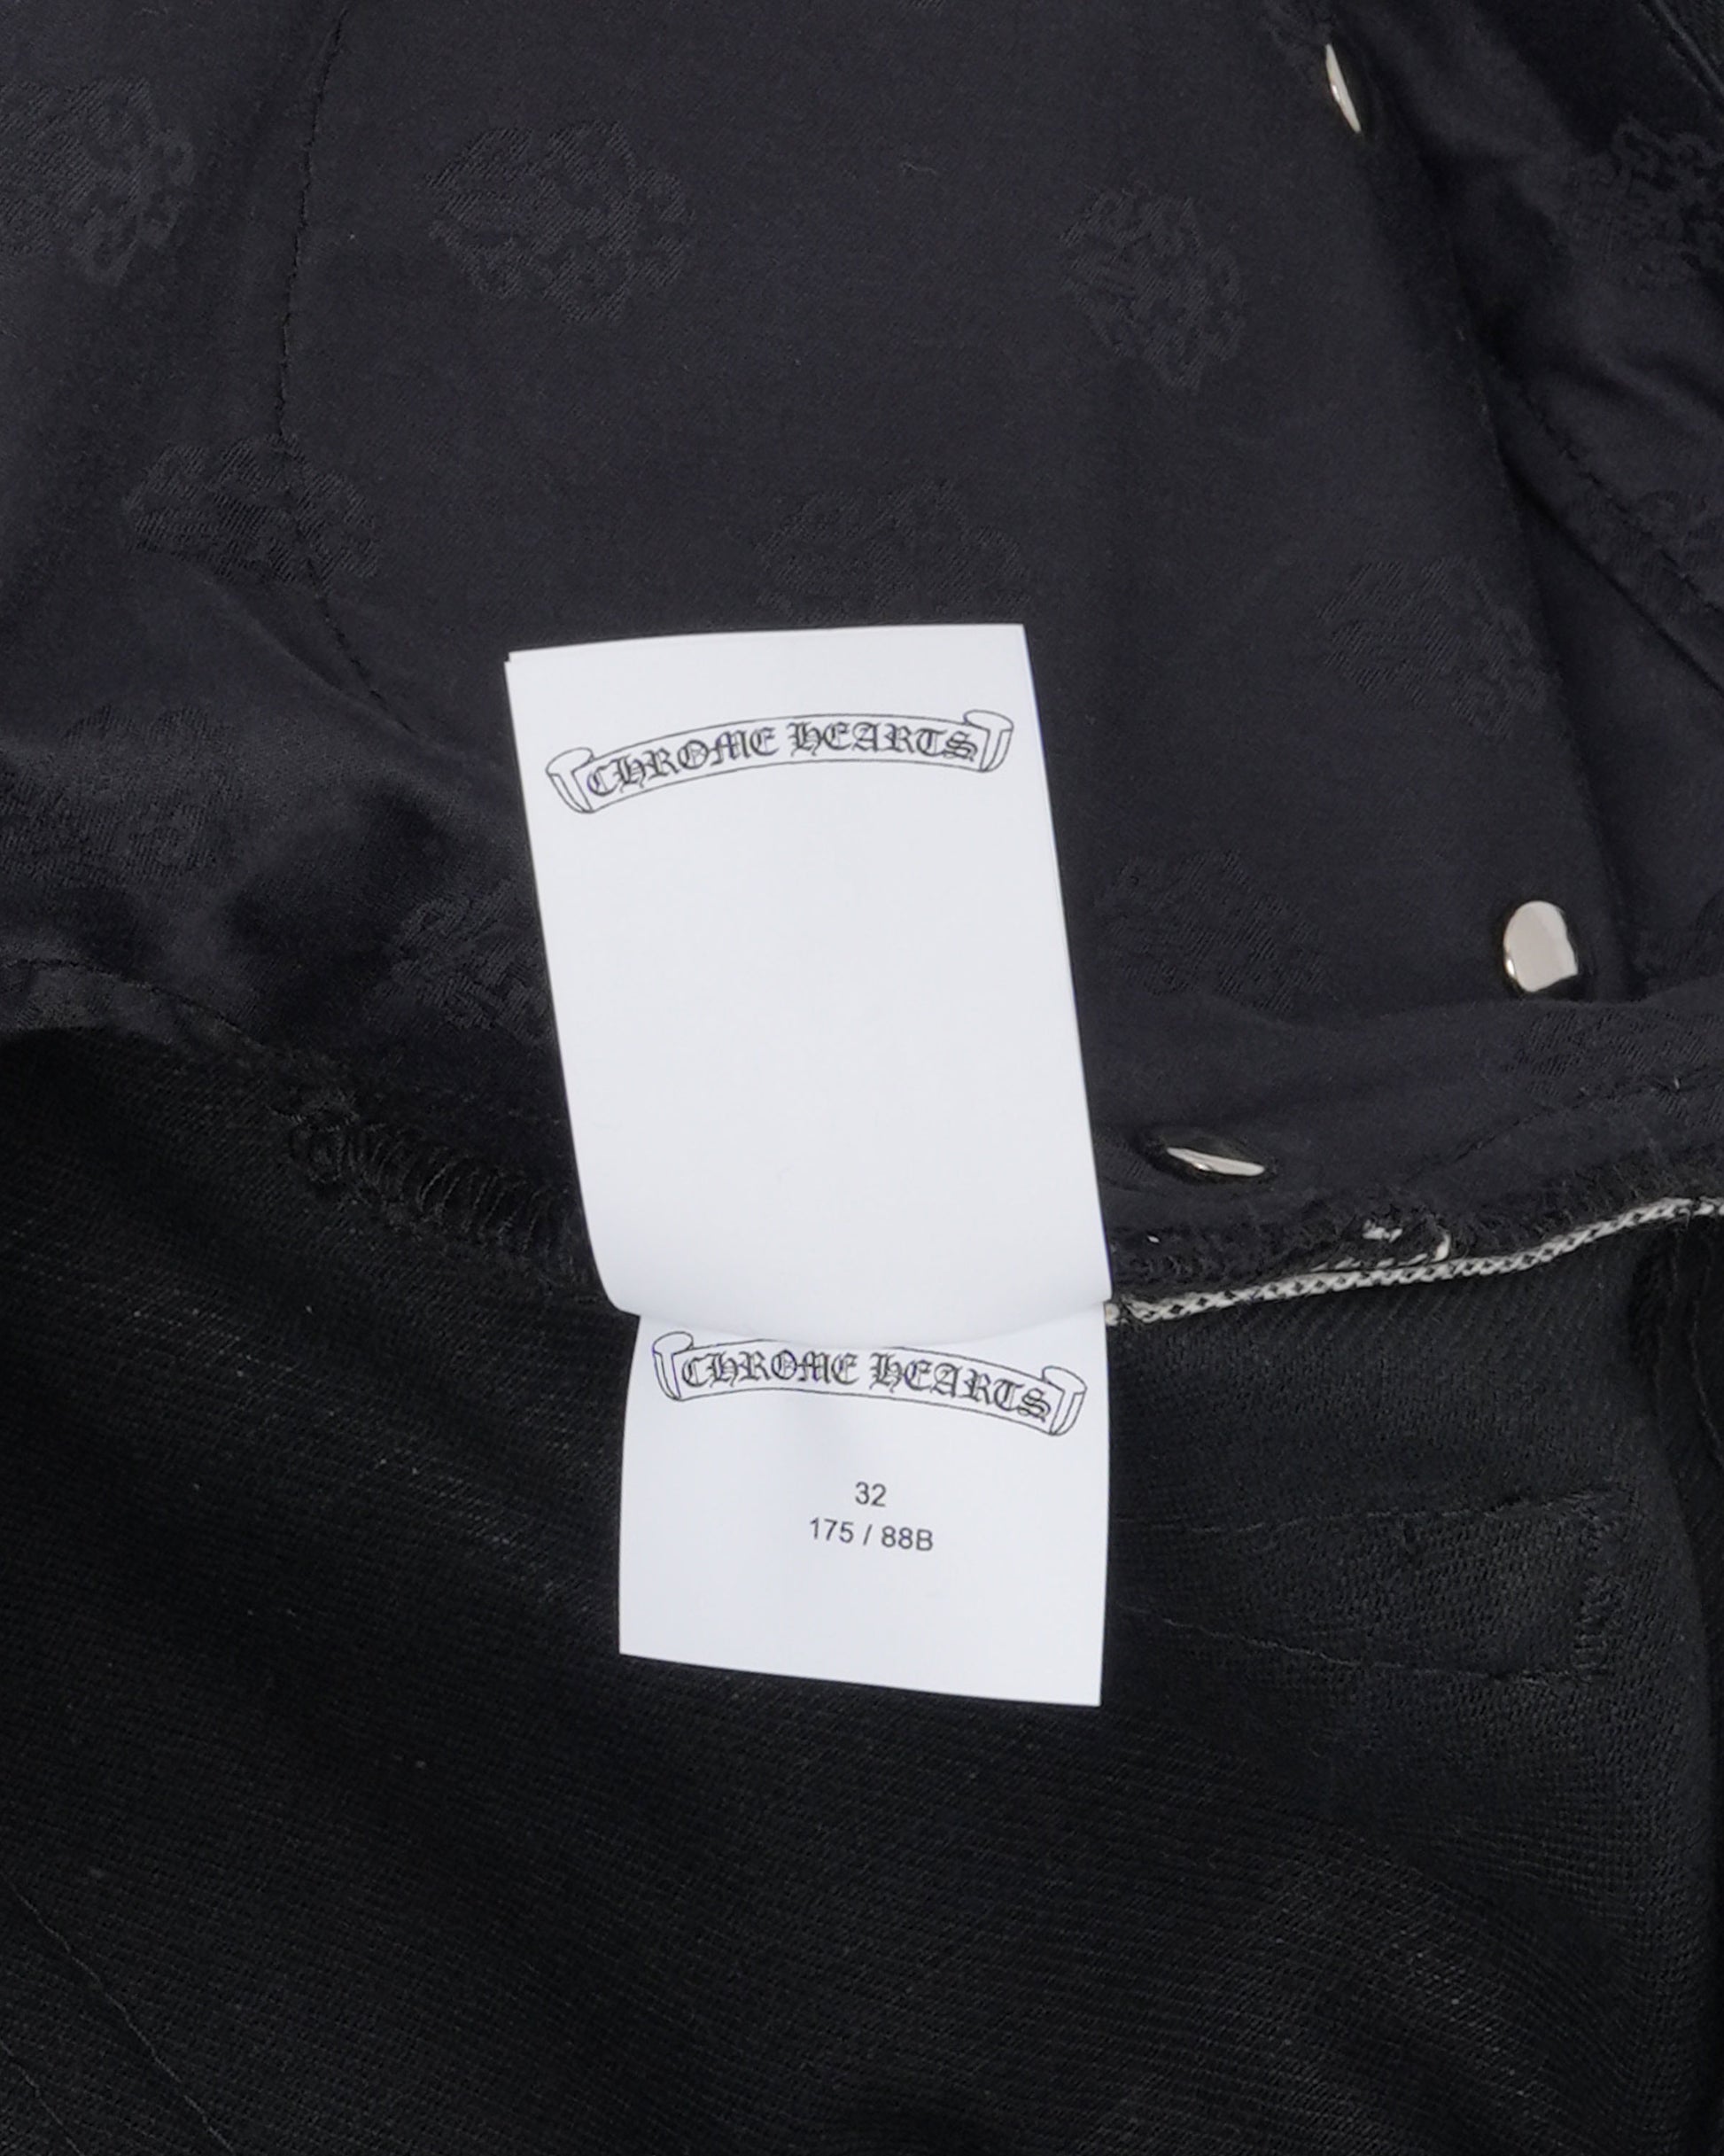 CHROME HEARTS
CHROME HEARTS
32
175 / 88B